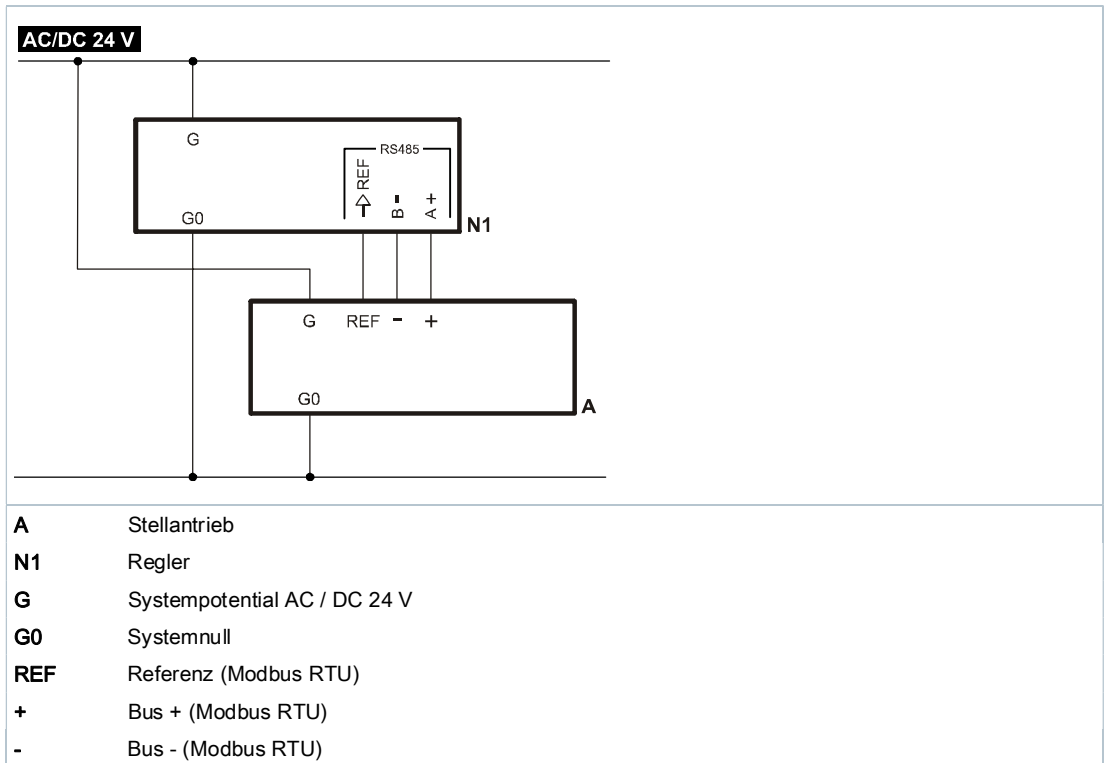 AC/DC 24 V
G
RS485
REF
B -
A +
G0
N1
G REF - +
G0
A
A Stellantrieb
N1 Regler
G Systempotential AC / DC 24 V
G0 Systemnull
REF Referenz (Modbus RTU)
+ Bus + (Modbus RTU)
- Bus - (Modbus RTU)